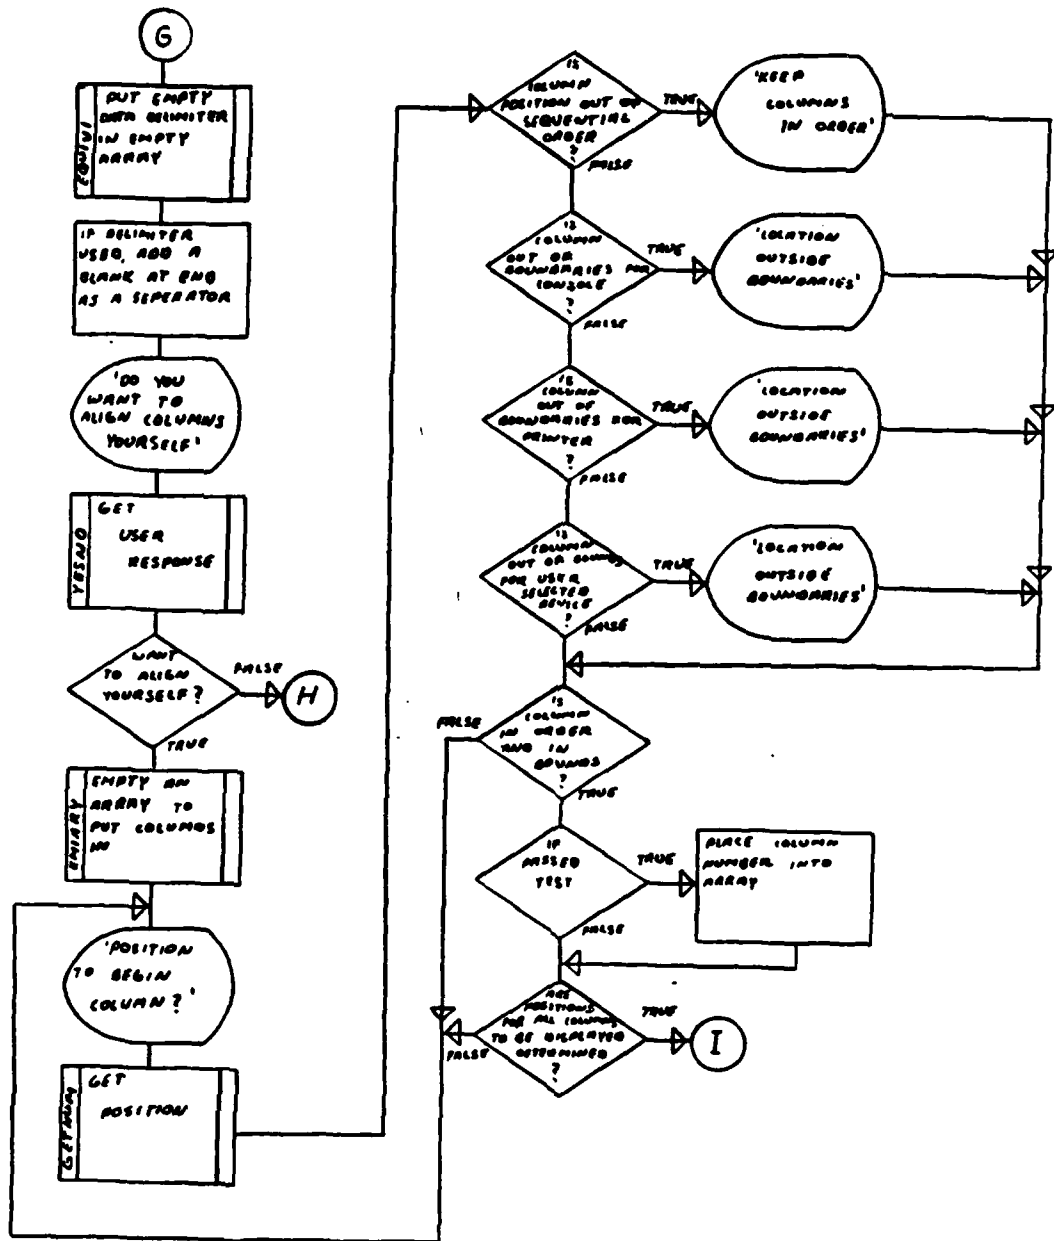 G
EQUIVI
PUT EMPTY
DATA DELIMITER
IN EMPTY
ARRAY
IF DELIMITER
USED, ADD A
BLANK AT END
AS A SEPERATOR
'DO YOU
WANT TO
ALIGN COLUMNS
YOURSELF'
YESNO
GET
USER
RESPONSE
WANT
TO ALIGN
YOURSELF?
FALSE
H
TRUE
EMIARY
EMPTY AN
ARRAY TO
PUT COLUMNS
IN
'POSITION
TO BEGIN
COLUMN?'
GETNUM
GET
POSITION
IS
COLUMN
POSITION OUT OF
SEQUENTIAL
ORDER
?
TRUE
FALSE
'KEEP
COLUMNS
IN ORDER'
IS
COLUMN
OUT OF
BOUNDARIES FOR
CONSOLE
?
TRUE
FALSE
'LOCATION
OUTSIDE
BOUNDARIES'
IS
COLUMN
OUT OF
BOUNDARIES FOR
PRINTER
?
TRUE
FALSE
'LOCATION
OUTSIDE
BOUNDARIES'
IS
COLUMN
OUT OF BOUNDS
FOR USER
SELECTED
DEVICE
?
TRUE
FALSE
'LOCATION
OUTSIDE
BOUNDARIES'
IS
COLUMN
IN ORDER
AND IN
BOUNDS
?
FALSE
TRUE
IF
PASSED
TEST
TRUE
FALSE
PLACE COLUMN
NUMBER INTO
ARRAY
ARE
POSITIONS
FOR ALL COLUMNS
TO BE DISPLAYED
DETERMINED
?
TRUE
FALSE
I